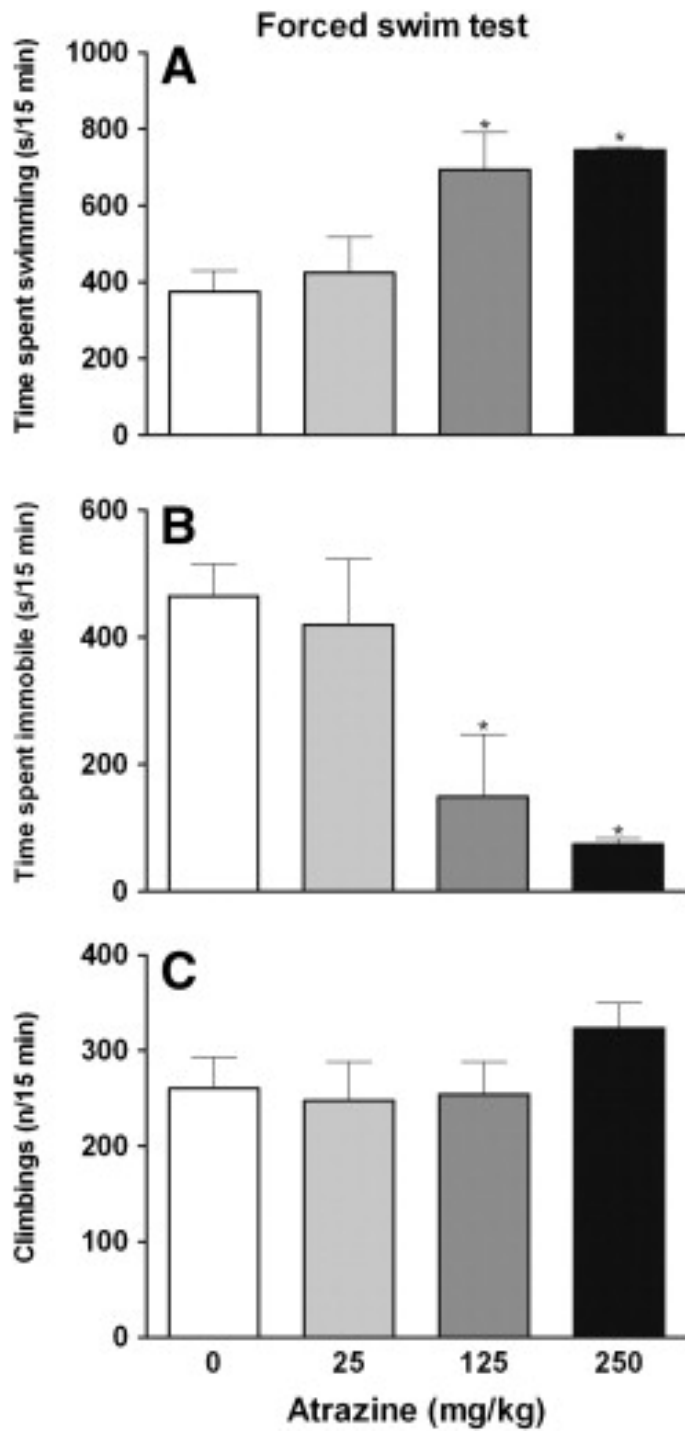 Forced swim test
A
Time spent swimming (s/15 min)
1000
800
600
400
200
0
*
*
B
Time spent immobile (s/15 min)
600
400
200
0
*
*
C
Climbings (n/15 min)
400
300
200
100
0
0 25 125 250
Atrazine (mg/kg)